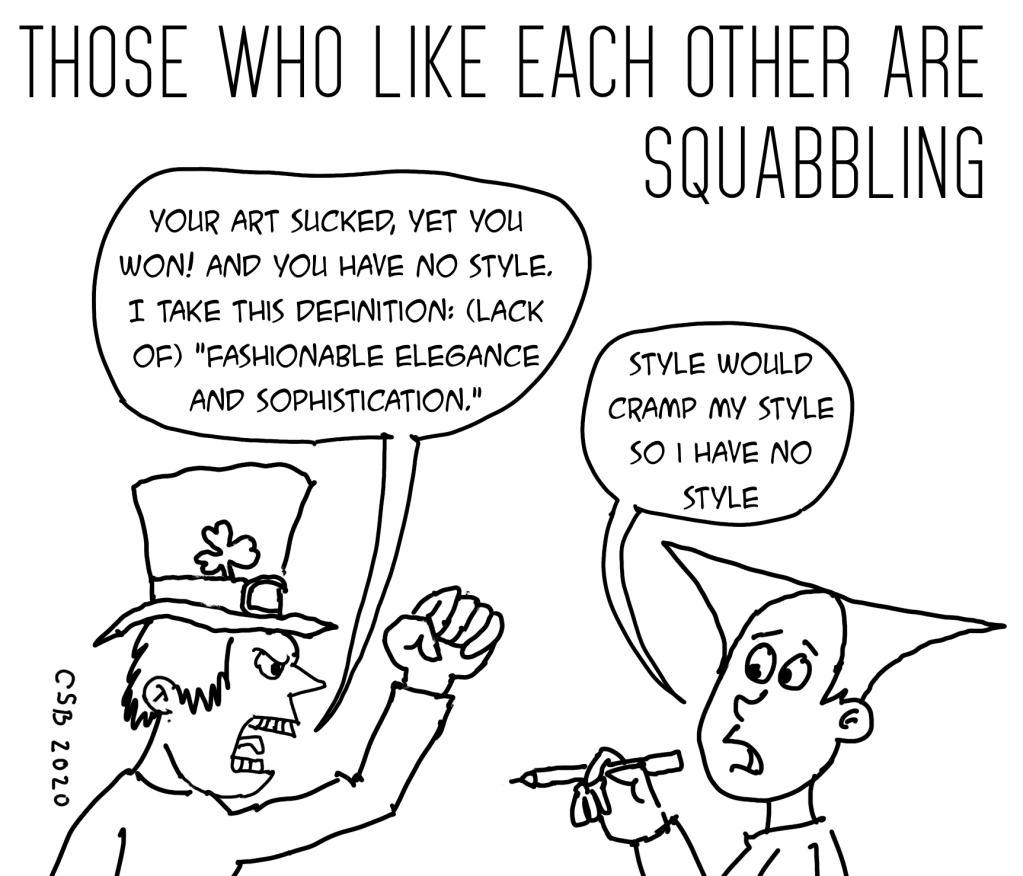 THOSE WHO LIKE EACH OTHER ARE
SQUABBLING
YOUR ART SUCKED, YET YOU
WON! AND YOU HAVE NO STYLE.
I TAKE THIS DEFINITION: (LACK
OF) "FASHIONABLE ELEGANCE
AND SOPHISTICATION."
STYLE WOULD
CRAMP MY STYLE
SO I HAVE NO
STYLE
CSB 2020